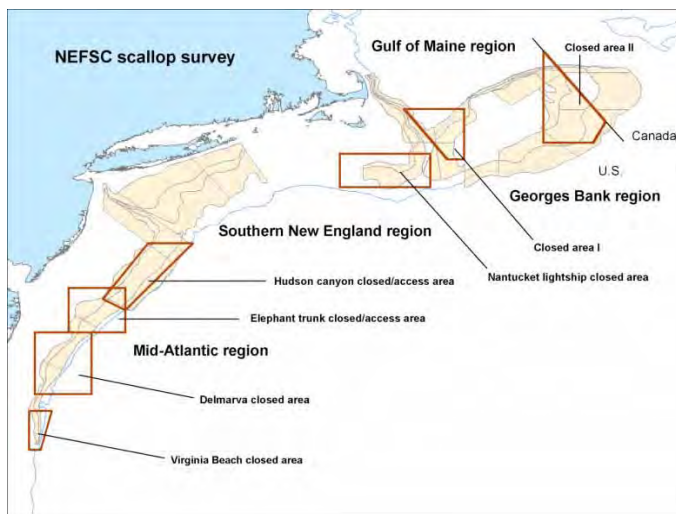 Gulf of Maine region
Closed area II
NEFSC scallop survey
Canada
U.S.
Georges Bank region
Southern New England region
Closed area I
Hudson canyon closed/access area
Nantucket lightship closed area
Elephant trunk closed/access area
Mid-Atlantic region
Delmarva closed area
Virginia Beach closed area